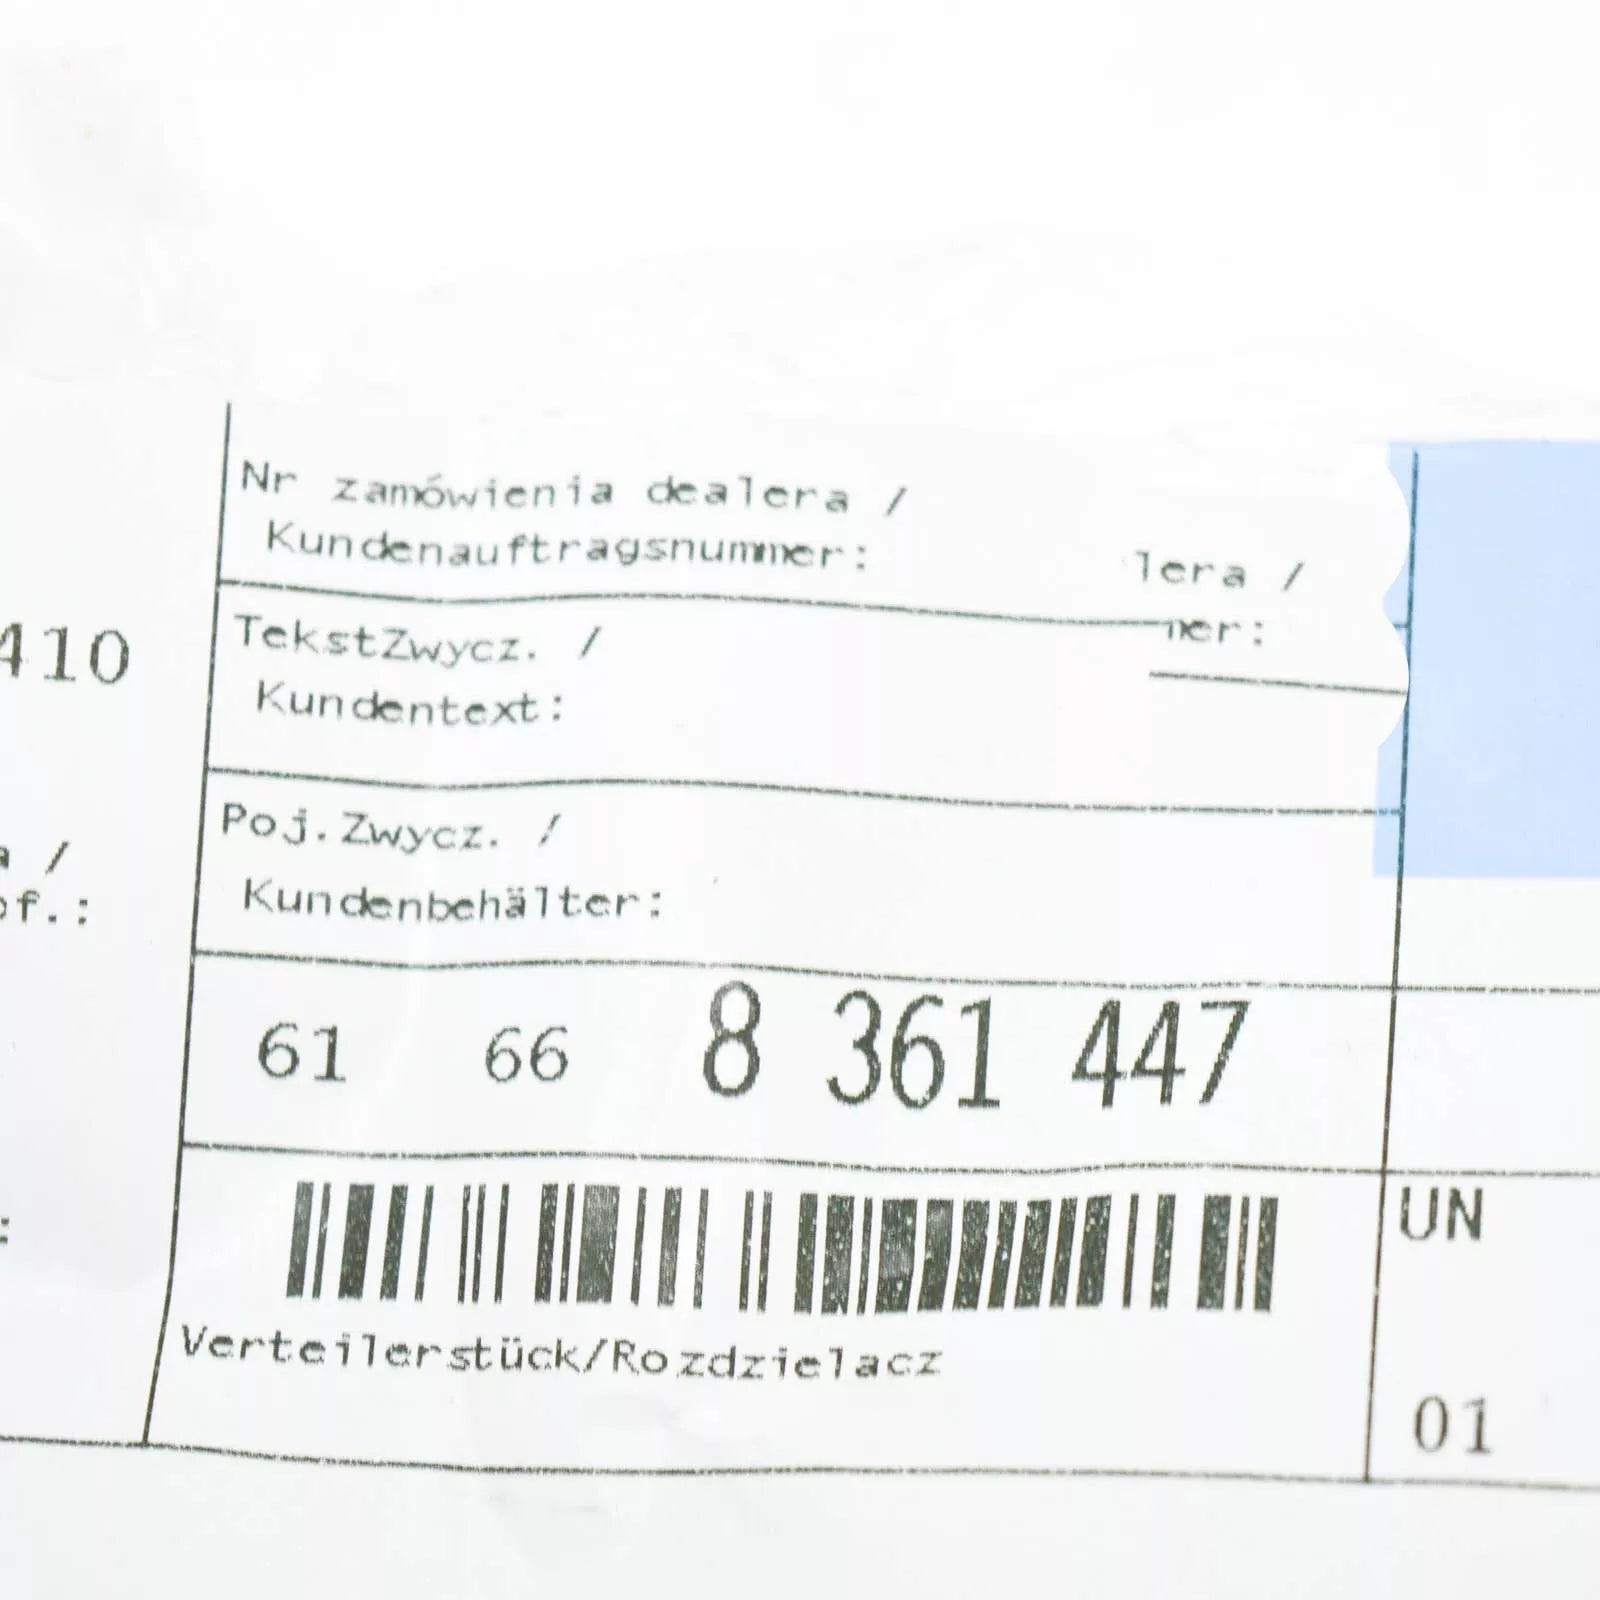 Nr zamówienia dealera /
Kundenauftragsnummer:
lera /
ner:
TekstZwycz. /
Kundentext:
410
Poj.Zwycz. /
Kundenbehälter:
a /
of.:
61 66 8 361 447
:
UN
Verteilerstück/Rozdzielacz
01